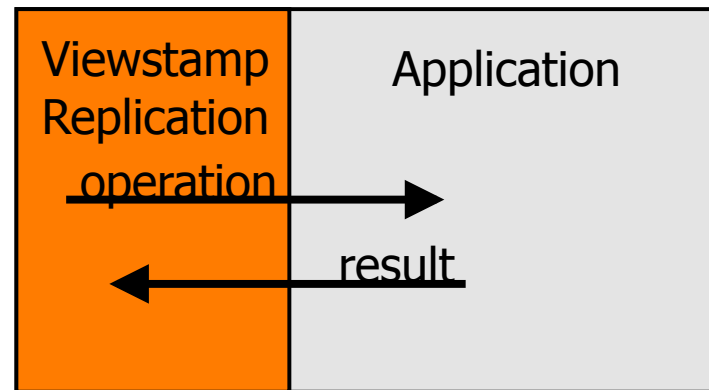 Viewstamp
Replication
Application
operation
result